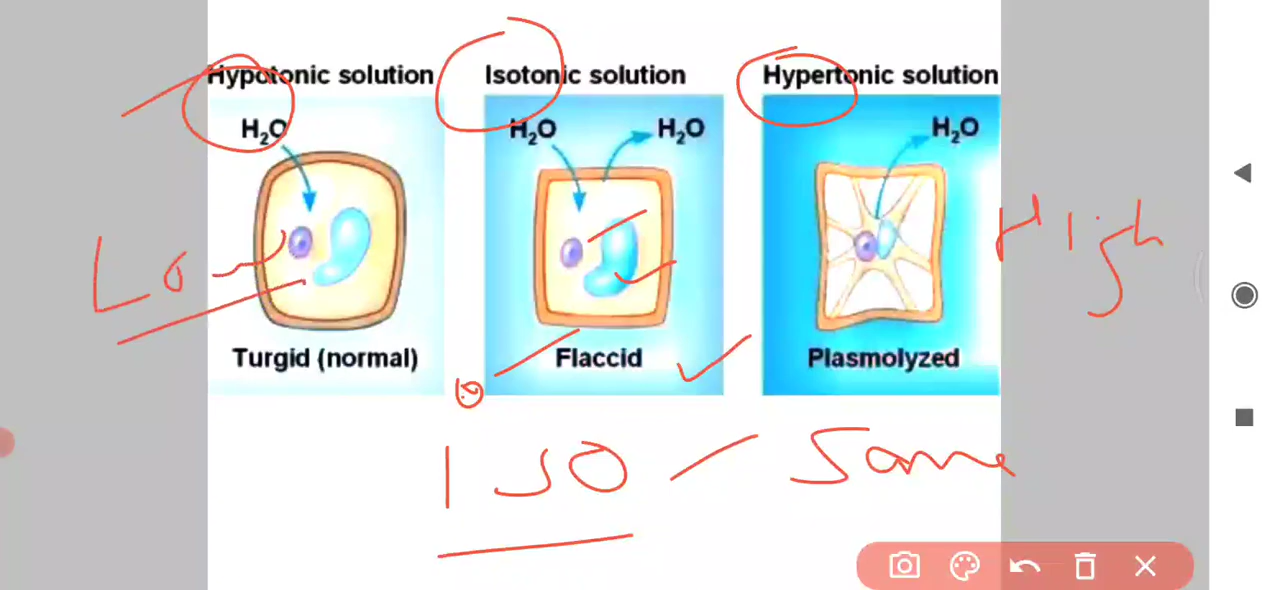 Hypotonic solution Isotonic solution Hypertonic solution
H₂O H₂O H₂O H₂O
Low High
Turgid (normal) Flaccid Plasmolyzed
ISO - Same